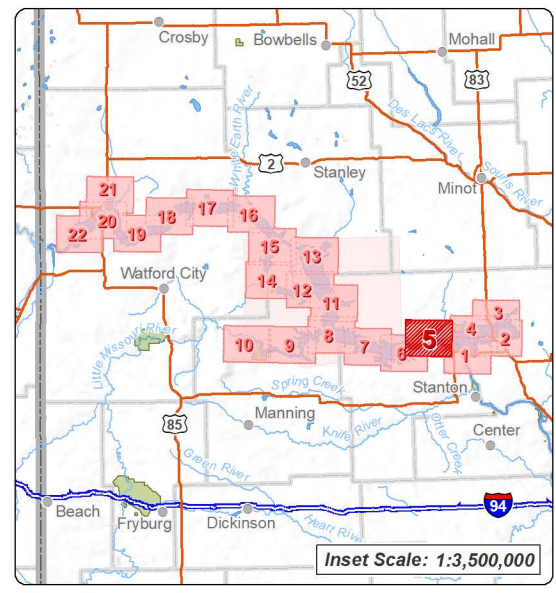 Crosby
Bowbells
Mohall
52
83
Des Lacs River
White Earth River
2
Stanley
Minot
Souris River
21
17
18
16
20
22
19
15
13
14
12
11
Watford City
3
4
5
2
8
7
6
1
10
9
Little Missouri River
Spring Creek
Stanton
Manning
Knife River
Otter Creek
Center
85
Green River
94
Beach
Fryburg
Dickinson
Heart River
Inset Scale: 1:3,500,000